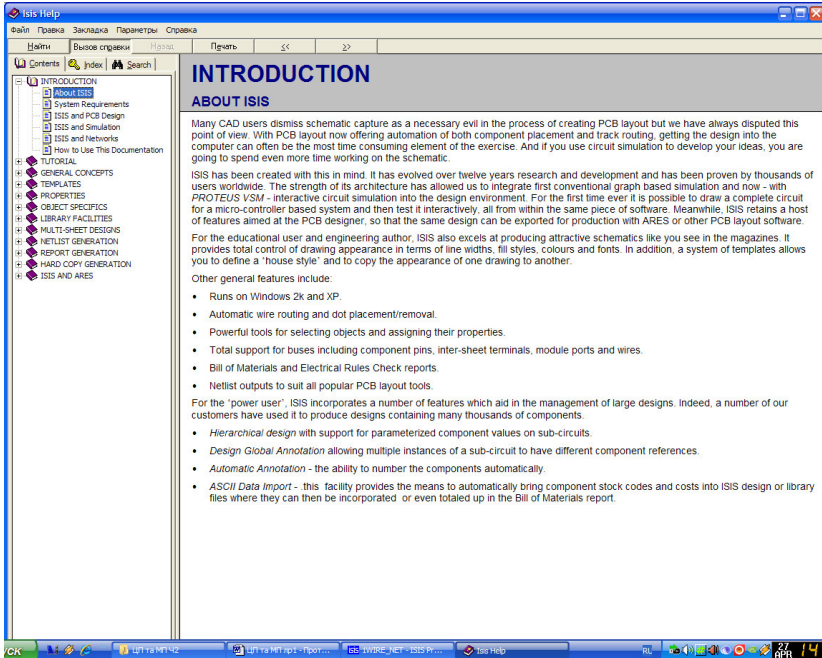 Isis Help
Файл Правка Закладка Параметры Справка
Найти Вызов справки Назад Печать << >>
Contents Index Search
INTRODUCTION
About ISIS
System Requirements
ISIS and PCB Design
ISIS and Simulation
ISIS and Networks
How to Use This Documentation
TUTORIAL
GENERAL CONCEPTS
TEMPLATES
PROPERTIES
OBJECT SPECIFICS
LIBRARY FACILITIES
MULTI-SHEET DESIGNS
NETLIST GENERATION
REPORT GENERATION
HARD COPY GENERATION
ISIS AND ARES
INTRODUCTION
ABOUT ISIS
Many CAD users dismiss schematic capture as a necessary evil in the process of creating PCB layout but we have always disputed this
point of view. With PCB layout now offering automation of both component placement and track routing, getting the design into the
computer can often be the most time consuming element of the exercise. And if you use circuit simulation to develop your ideas, you are
going to spend even more time working on the schematic.
ISIS has been created with this in mind. It has evolved over twelve years research and development and has been proven by thousands of
users worldwide. The strength of its architecture has allowed us to integrate first conventional graph based simulation and now - with
PROTEUS VSM - interactive circuit simulation into the design environment. For the first time ever it is possible to draw a complete circuit
for a micro-controller based system and then test it interactively, all from within the same piece of software. Meanwhile, ISIS retains a host
of features aimed at the PCB designer, so that the same design can be exported for production with ARES or other PCB layout software.
For the educational user and engineering author, ISIS also excels at producing attractive schematics like you see in the magazines. It
provides total control of drawing appearance in terms of line widths, fill styles, colours and fonts. In addition, a system of templates allows
you to define a 'house style' and to copy the appearance of one drawing to another.
Other general features include:
• Runs on Windows 2k and XP.
• Automatic wire routing and dot placement/removal.
• Powerful tools for selecting objects and assigning their properties.
• Total support for buses including component pins, inter-sheet terminals, module ports and wires.
• Bill of Materials and Electrical Rules Check reports.
• Netlist outputs to suit all popular PCB layout tools.
For the 'power user', ISIS incorporates a number of features which aid in the management of large designs. Indeed, a number of our
customers have used it to produce designs containing many thousands of components.
• Hierarchical design with support for parameterized component values on sub-circuits.
• Design Global Annotation allowing multiple instances of a sub-circuit to have different component references.
• Automatic Annotation - the ability to number the components automatically.
• ASCII Data Import - .this facility provides the means to automatically bring component stock codes and costs into ISIS design or library
files where they can then be incorporated or even totaled up in the Bill of Materials report.
УСК ЦП та МП Ч2 ЦП та МП лр1 - Прот... 1WIRE_NET - ISIS Pr... Isis Help RU 27 APR 14